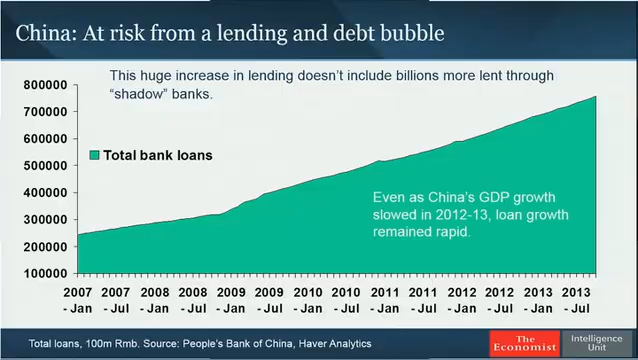 China: At risk from a lending and debt bubble
This huge increase in lending doesn't include billions more lent through
"shadow" banks.
800000
700000
600000
500000
400000
300000
200000
100000
Total bank loans
Even as China's GDP growth
slowed in 2012-13, loan growth
remained rapid.
2007 2007 2008 2008 2009 2009 2010 2010 2011 2011 2012 2012 2013 2013
- Jan - Jul - Jan - Jul - Jan - Jul - Jan - Jul - Jan - Jul - Jan - Jul - Jan - Jul
Total loans, 100m Rmb. Source: People's Bank of China, Haver Analytics
The
Economist
Intelligence
Unit